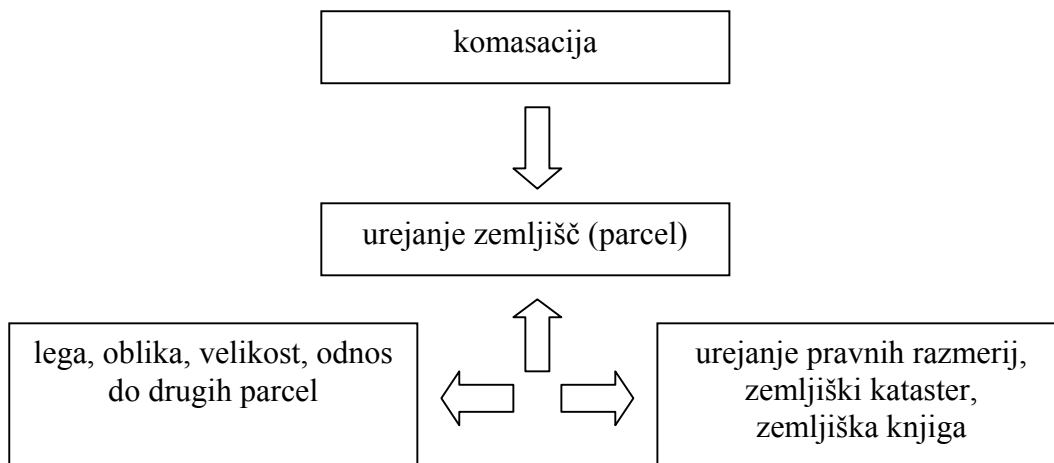 komasacija
urejanje zemljišč (parcel)
lega, oblika, velikost, odnos
do drugih parcel
urejanje pravnih razmerij,
zemljiški kataster,
zemljiška knjiga